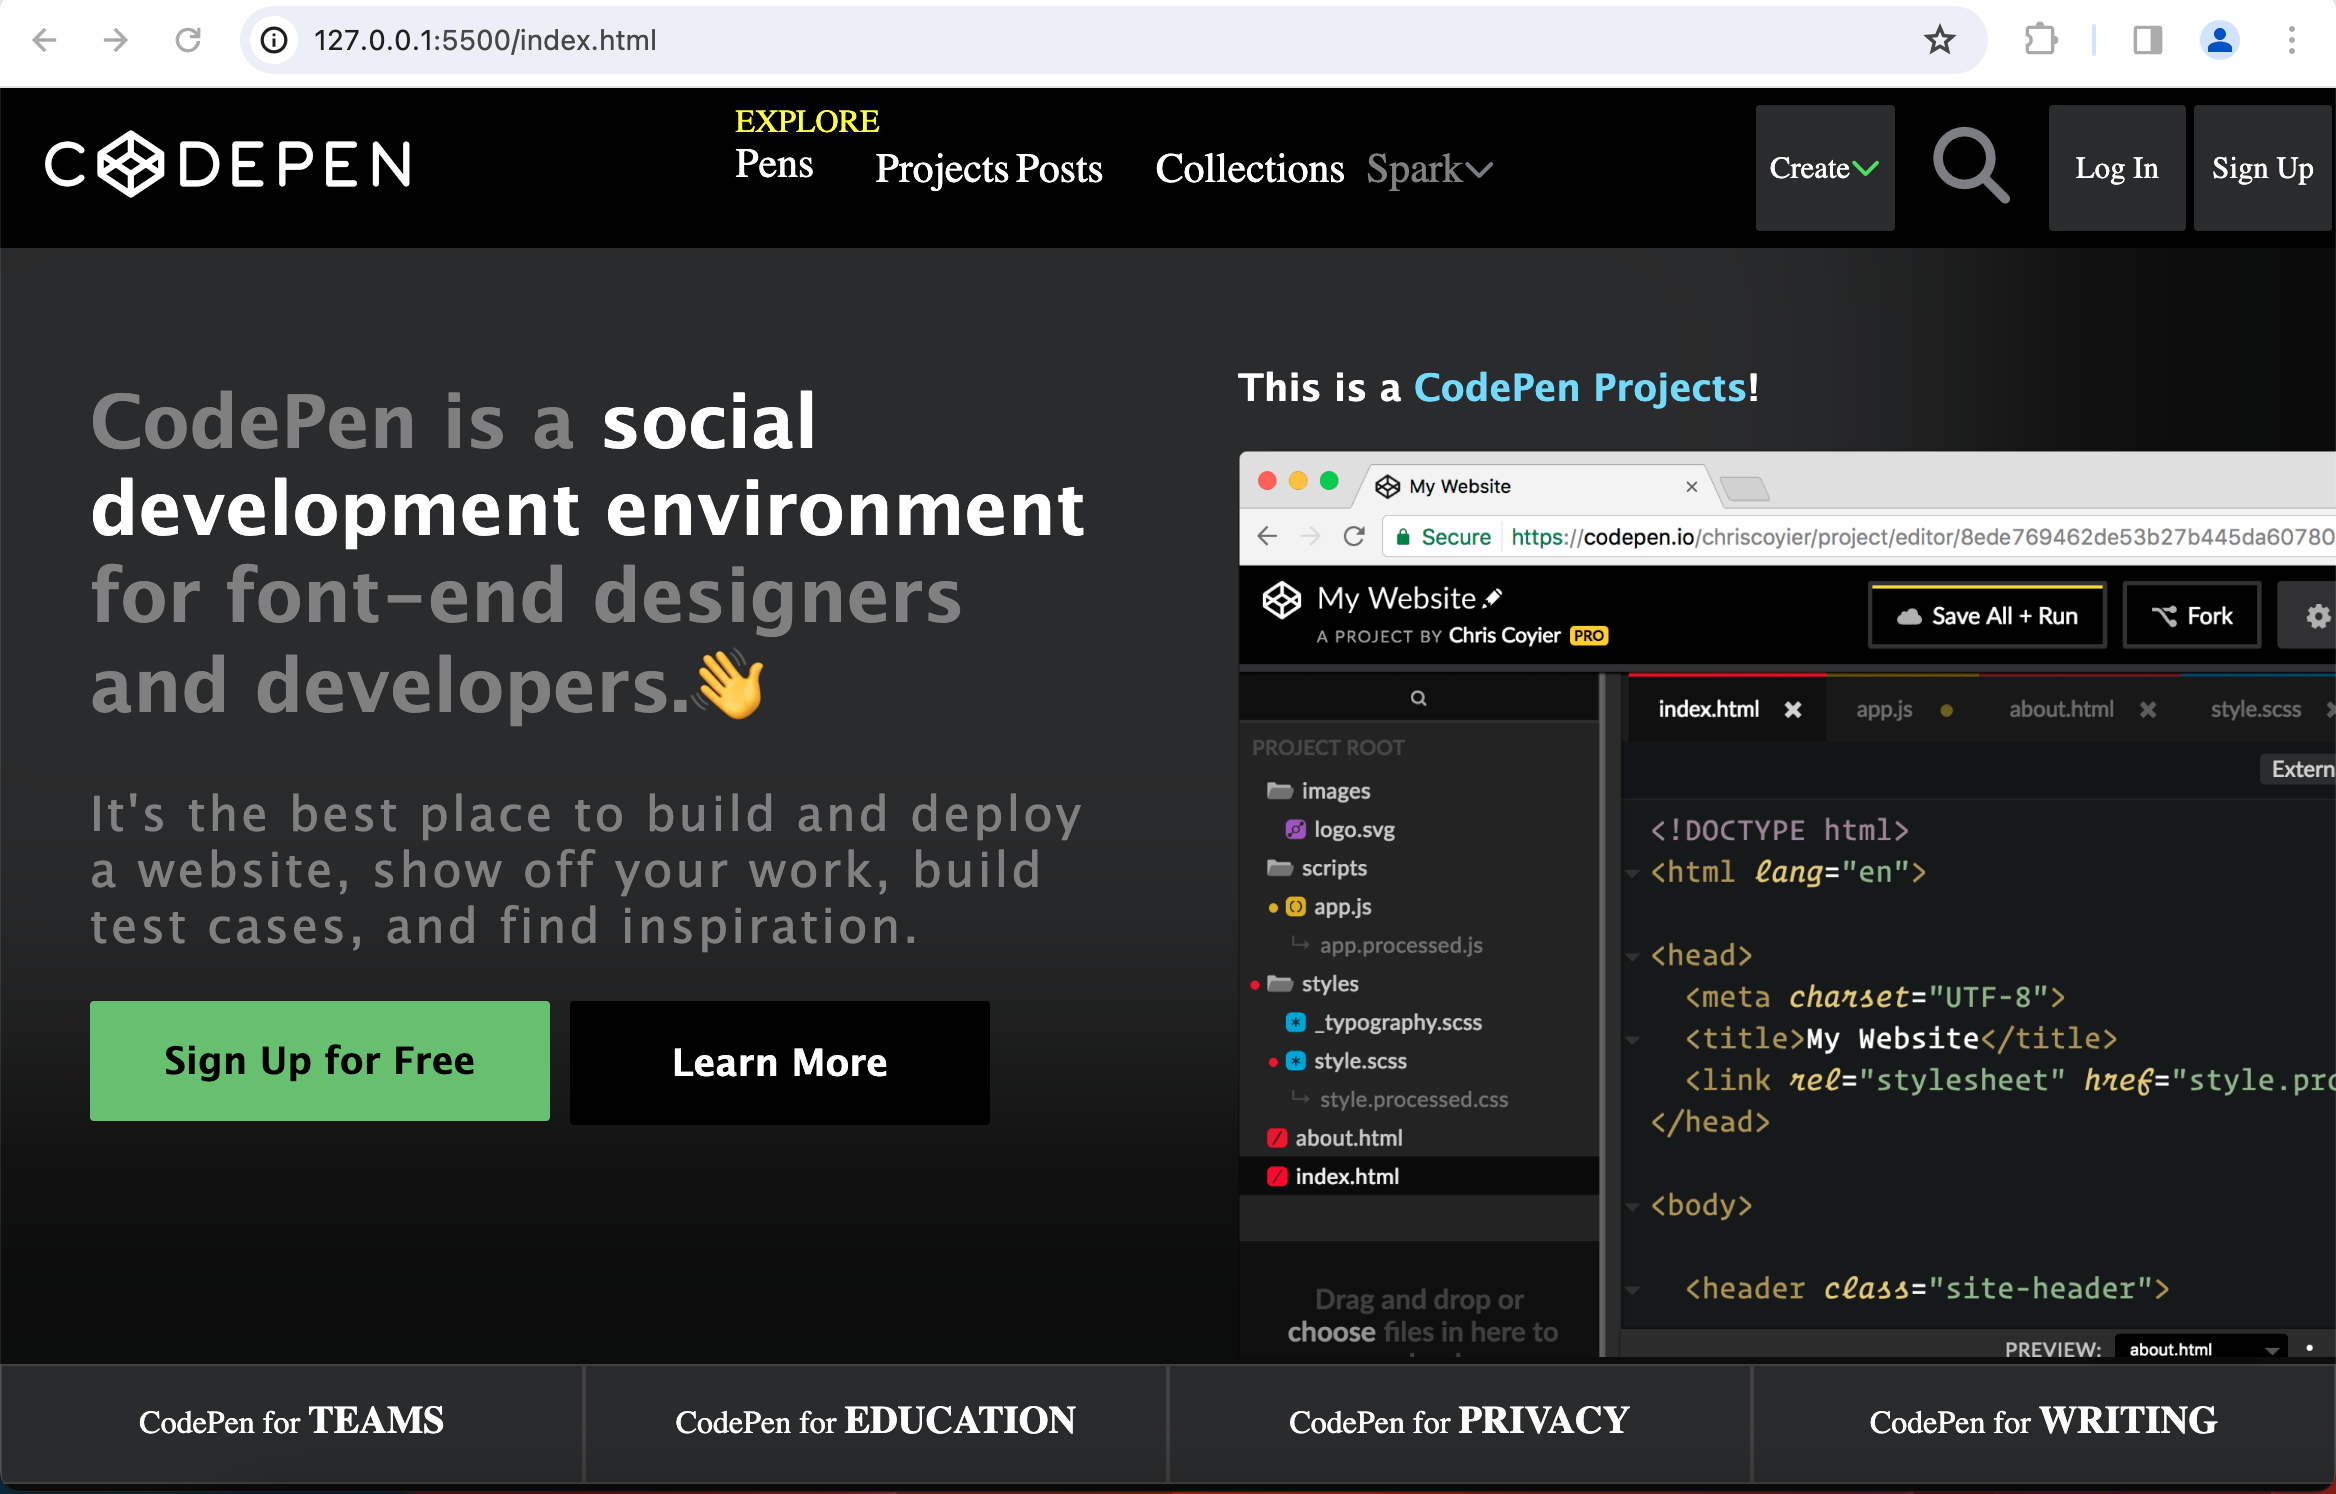 127.0.0.1:5500/index.html
CODEPEN
EXPLORE
Pens Projects Posts Collections Spark
Create
Log In
Sign Up
CodePen is a social
development environment
for font-end designers
and developers.
It's the best place to build and deploy
a website, show off your work, build
test cases, and find inspiration.
Sign Up for Free
Learn More
This is a CodePen Projects!
My Website
Secure https://codepen.io/chriscoyier/project/editor/8ede769462de53b27b445da60780
My Website
A PROJECT BY Chris Coyier PRO
Save All + Run
Fork
PROJECT ROOT
images
logo.svg
scripts
app.js
app.processed.js
styles
_typography.scss
style.scss
style.processed.css
about.html
index.html
Drag and drop or
choose files in here to
index.html app.js about.html style.scss
Extern
<!DOCTYPE html>
<html lang="en">
<head>
<meta charset="UTF-8">
<title>My Website</title>
<link rel="stylesheet" href="style.pro
</head>
<body>
<header class="site-header">
PREVIEW: about.html
CodePen for TEAMS
CodePen for EDUCATION
CodePen for PRIVACY
CodePen for WRITING